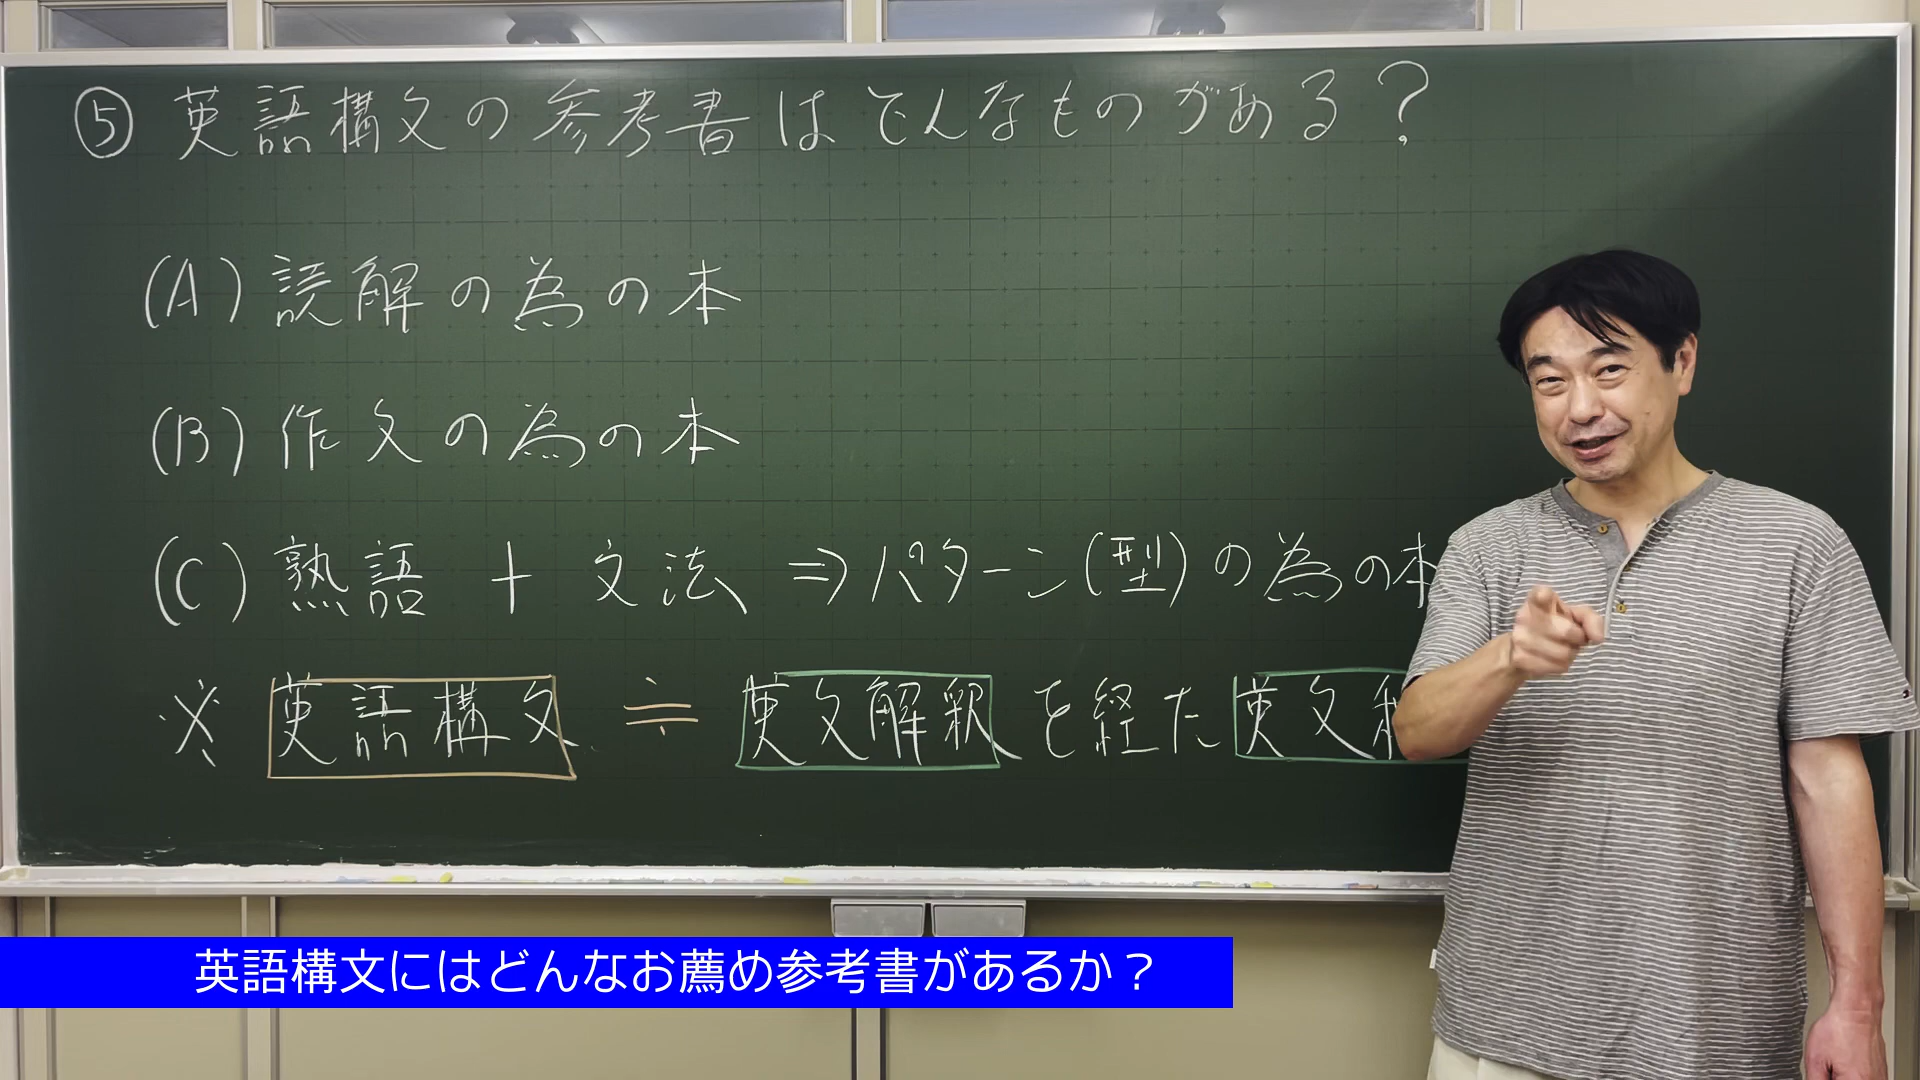 ⑤ 英語構文の参考書はどんなものがある?
(A) 読解の為の本
(B) 作文の為の本
(C) 熟語 + 文法 ⇒ パターン(型)の為の本
※ 英語構文 ≒ 英文解釈を経た英文
英語構文にはどんなお薦め参考書があるか？